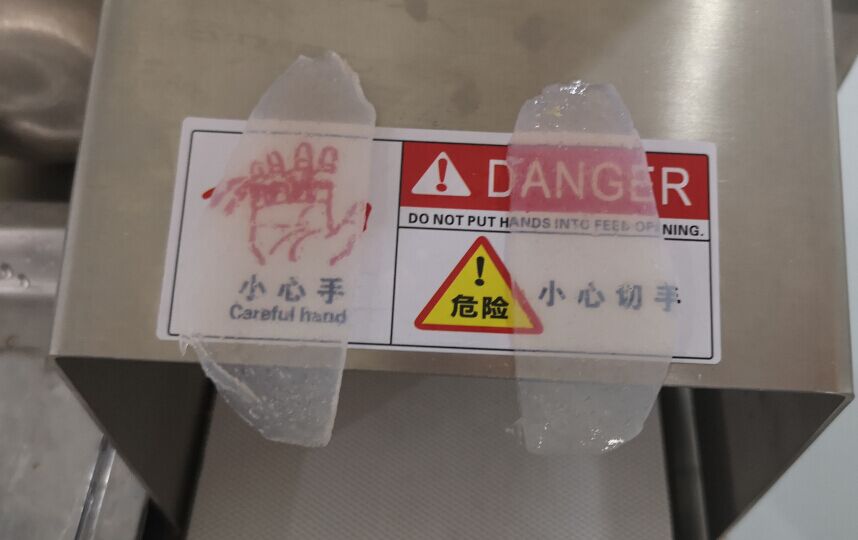 小心手
Careful hand
DANGER
DO NOT PUT HANDS INTO FEED OPENING.
危险
小心切手